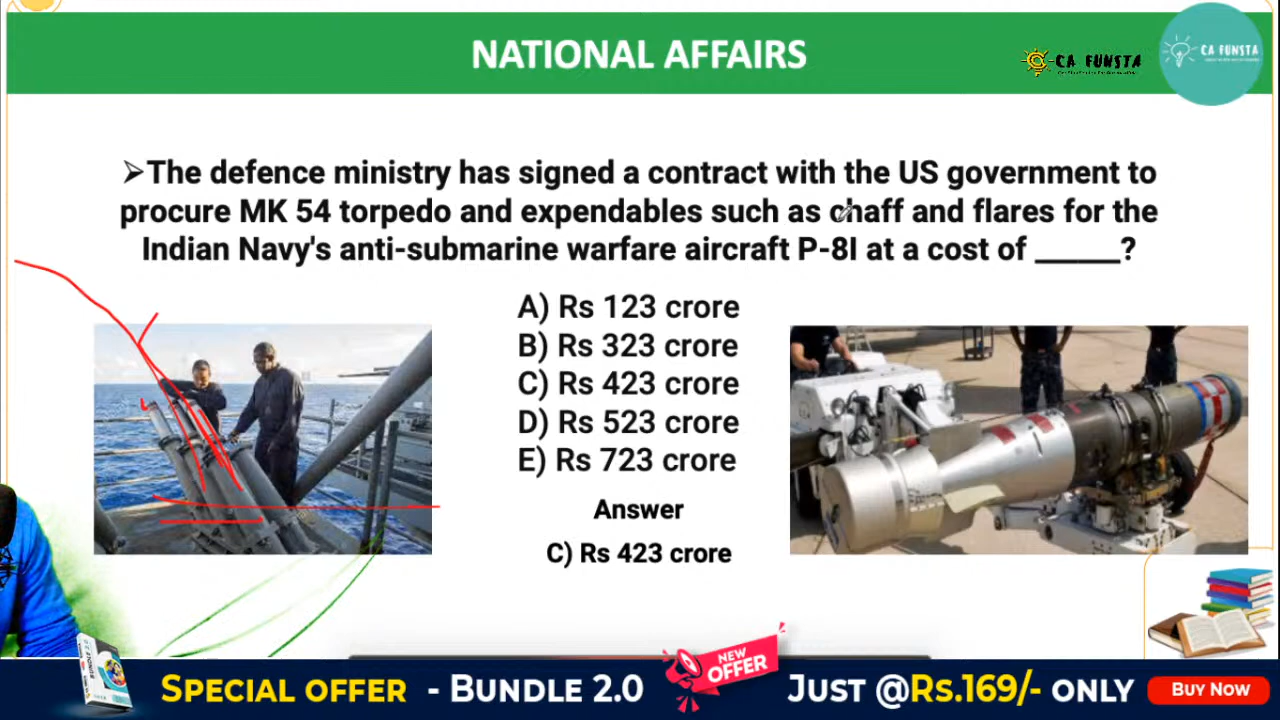 NATIONAL AFFAIRS
CA FUNSTA
CA FUNSTA
➢The defence ministry has signed a contract with the US government to
procure MK 54 torpedo and expendables such as chaff and flares for the
Indian Navy's anti-submarine warfare aircraft P-8I at a cost of ______?
A) Rs 123 crore
B) Rs 323 crore
C) Rs 423 crore
D) Rs 523 crore
E) Rs 723 crore
Answer
C) Rs 423 crore
SPECIAL OFFER - BUNDLE 2.0
NEW
OFFER
JUST @Rs.169/- ONLY
Buy Now